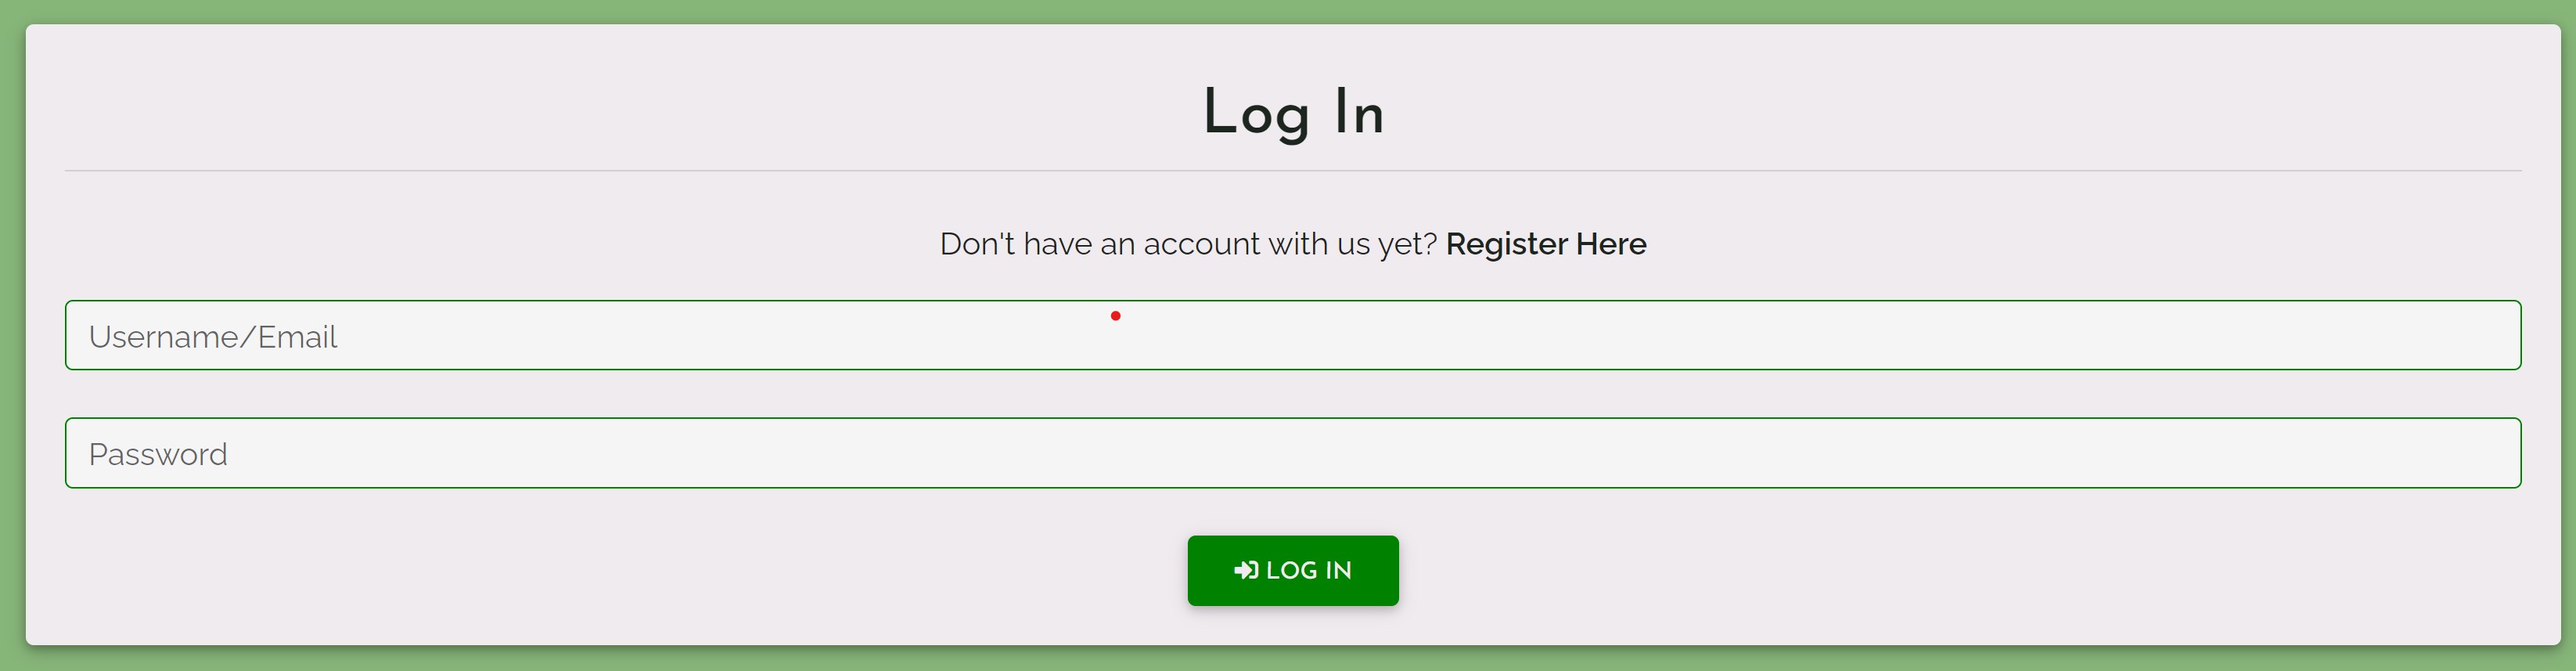 Log In
Don't have an account with us yet? Register Here
Username/Email
Password
LOG IN